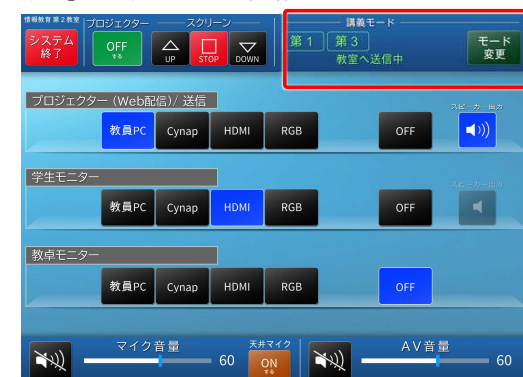 情報教育第2教室
プロジェクター
スクリーン
講義モード
システム
終了
OFF
する
UP
STOP
DOWN
第1 第3
教室へ送信中
モード
変更
プロジェクター (Web配信)/ 送信
スピーカー出力
教員PC Cynap HDMI RGB OFF
学生モニター
スピーカー出力
教員PC Cynap HDMI RGB OFF
教卓モニター
教員PC Cynap HDMI RGB OFF
マイク音量
60
天井マイク
ON
する
AV音量
60